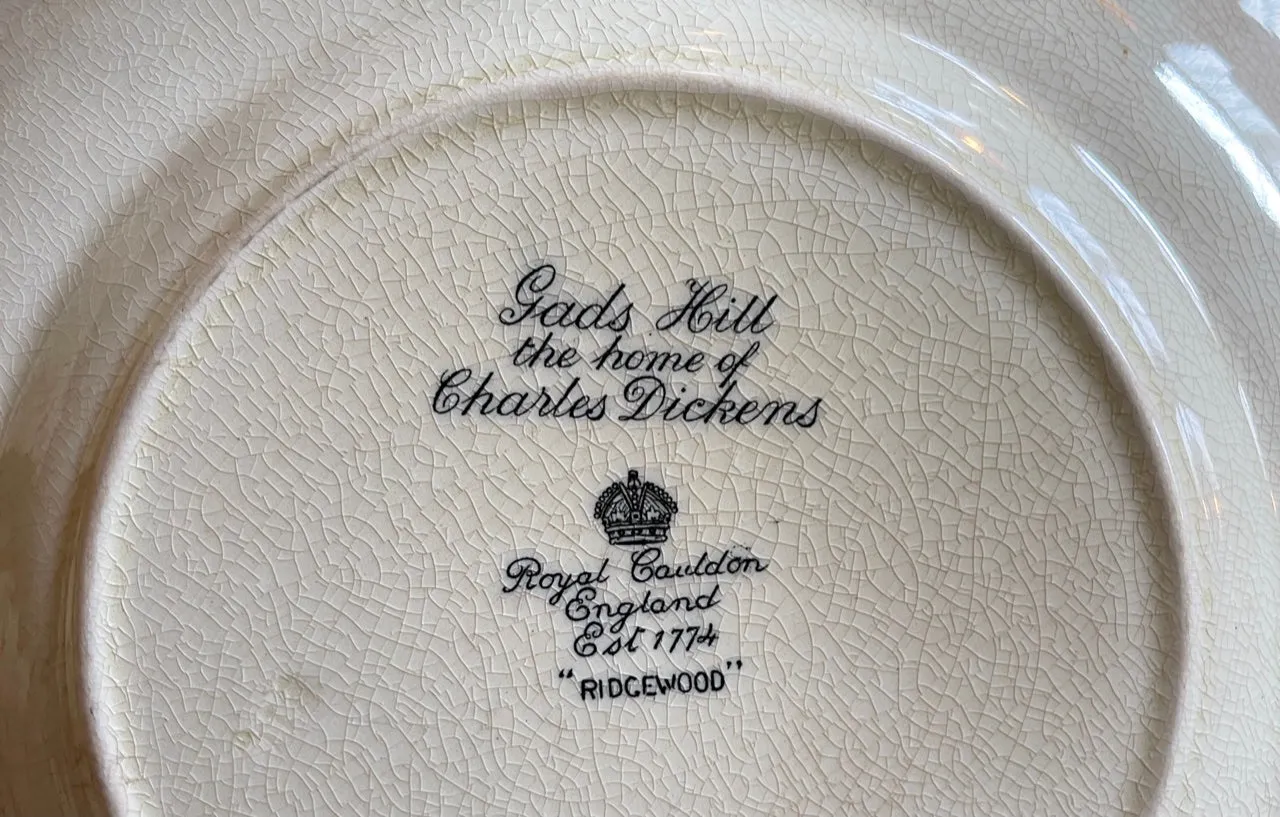 Gads Hill
the home of
Charles Dickens
Royal Cauldon
England
Est 1774
"RIDGEWOOD"